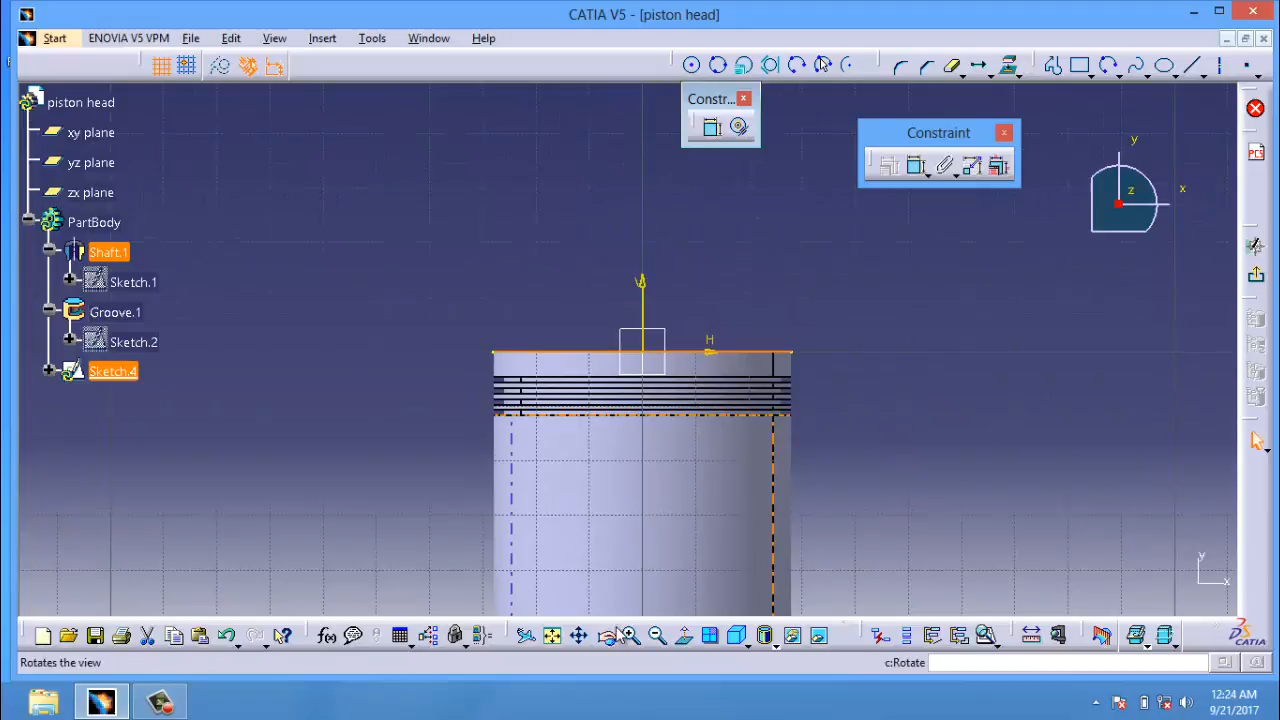 CATIA V5 - [piston head]
Start ENOVIA V5 VPM File Edit View Insert Tools Window Help
piston head
xy plane
yz plane
zx plane
PartBody
Shaft.1
Sketch.1
Groove.1
Sketch.2
Sketch.4
Constr...
Constraint
PCS
y
x
z
V
H
y
x
f(x)
CATIA
Rotates the view
c:Rotate
12:24 AM
9/21/2017